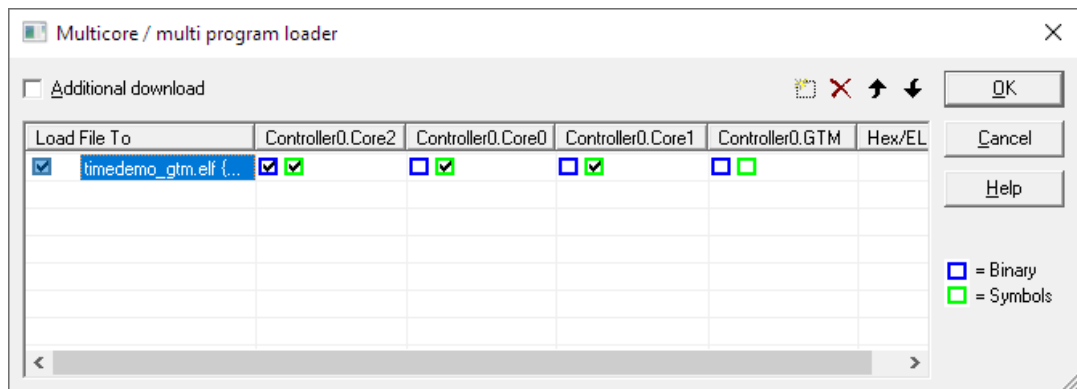 Multicore / multi program loader
Additional download
OK
Load File To Controller0.Core2 Controller0.Core0 Controller0.Core1 Controller0.GTM Hex/EL
Cancel
timedemo_gtm.elf {...
Help
= Binary
= Symbols